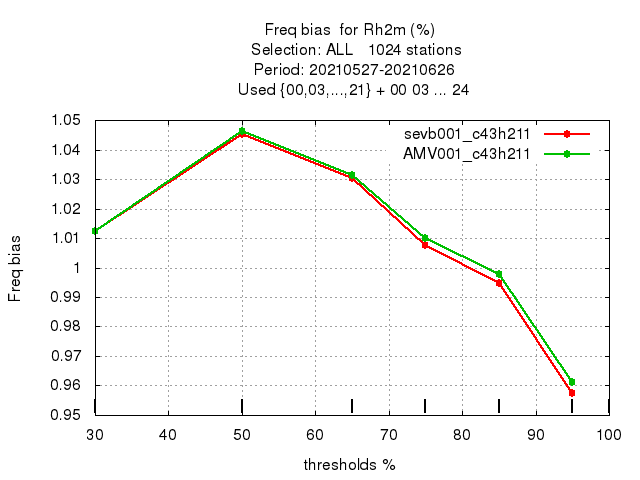 Freq bias  for Rh2m (%)
Selection: ALL   1024 stations
Period: 20210527-20210626
Used {00,03,...,21} + 00 03 ... 24
sevb001_c43h211
AMV001_c43h211
1.05
1.04
1.03
1.02
1.01
1
0.99
0.98
0.97
0.96
0.95
Freq bias
30 40 50 60 70 80 90 100
thresholds %